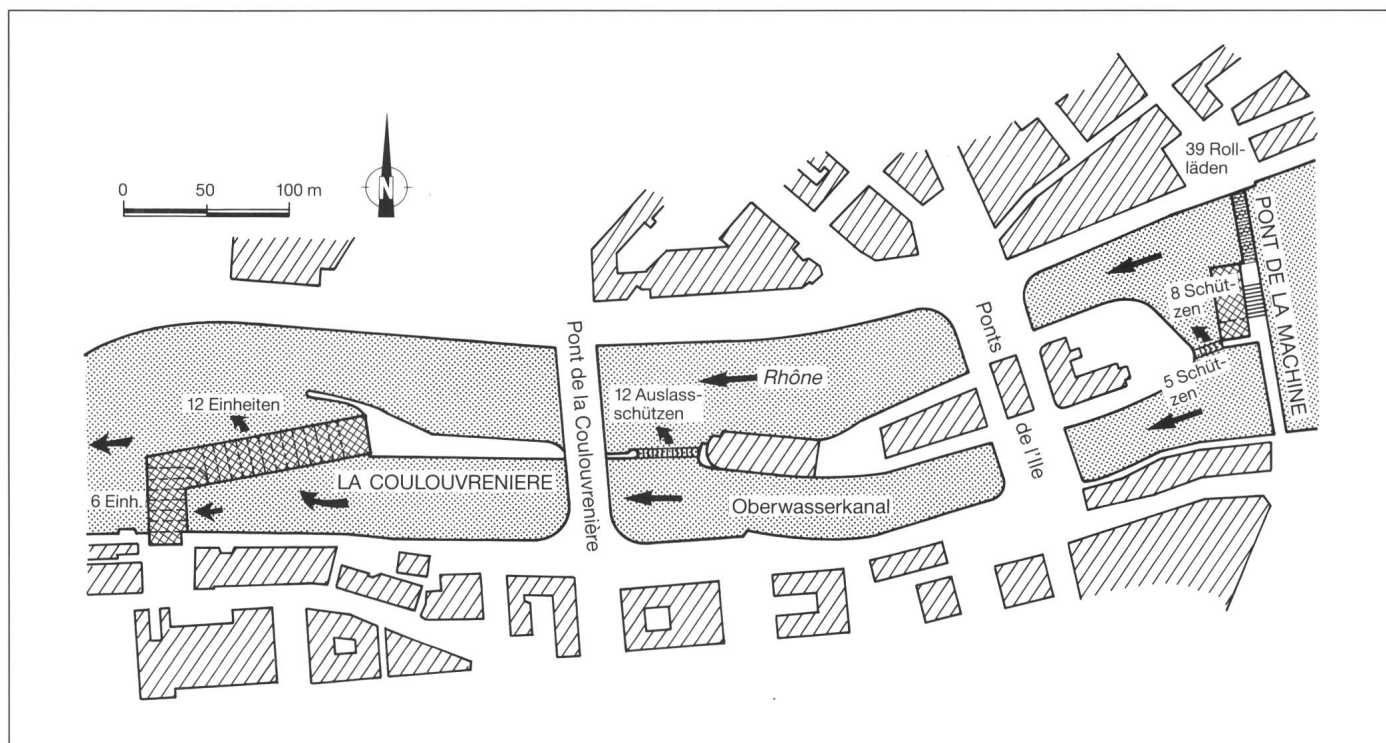 39 Roll-
läden
0 50 100 m
N
PONT DE LA MACHINE
8 Schüt-
zen
5 Schüt-
zen
Ponts
de l'Ile
Pont de la Coulouvrenière
Rhône
12 Auslass-
schützen
12 Einheiten
LA COULOUVRENIERE
6 Einh.
Oberwasserkanal